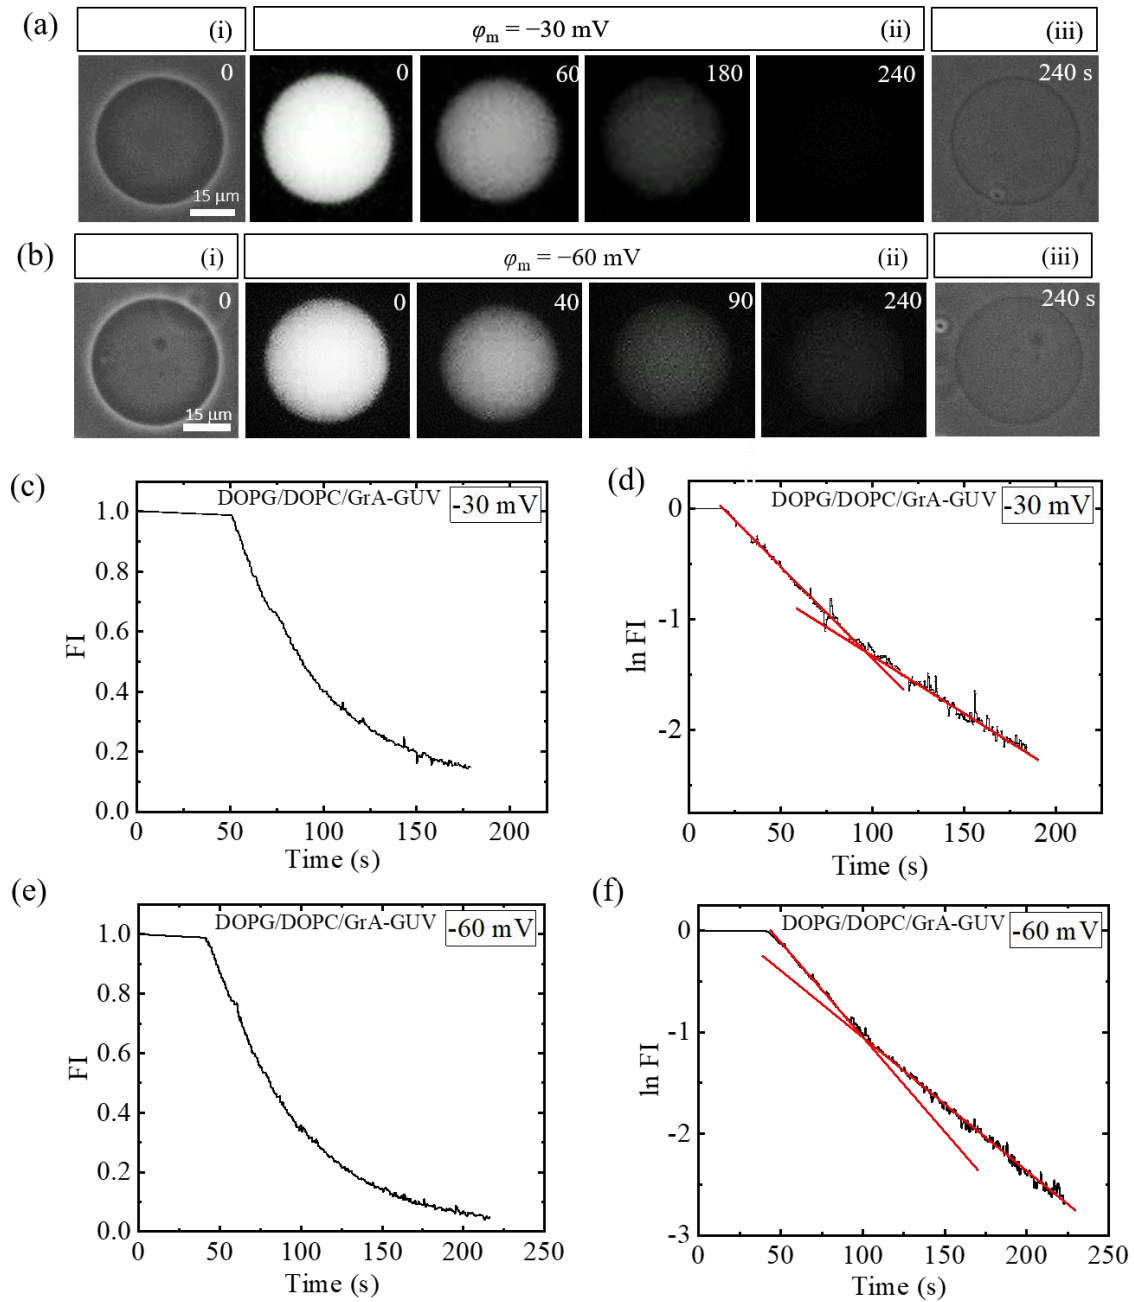 (a)
(i) φm = −30 mV (ii) (iii)
0 0 60 180 240 240 s
15 μm
(b)
(i) φm = −60 mV (ii) (iii)
0 0 40 90 240 240 s
15 μm
(c)
DOPG/DOPC/GrA-GUV -30 mV
1.0
0.8
0.6
0.4
0.2
0.0
FI
0 50 100 150 200
Time (s)
(d)
DOPG/DOPC/GrA-GUV -30 mV
0
-1
-2
ln FI
0 50 100 150 200
Time (s)
(e)
DOPG/DOPC/GrA-GUV -60 mV
1.0
0.8
0.6
0.4
0.2
0.0
FI
0 50 100 150 200 250
Time (s)
(f)
DOPG/DOPC/GrA-GUV -60 mV
0
-1
-2
-3
ln FI
0 50 100 150 200 250
Time (s)